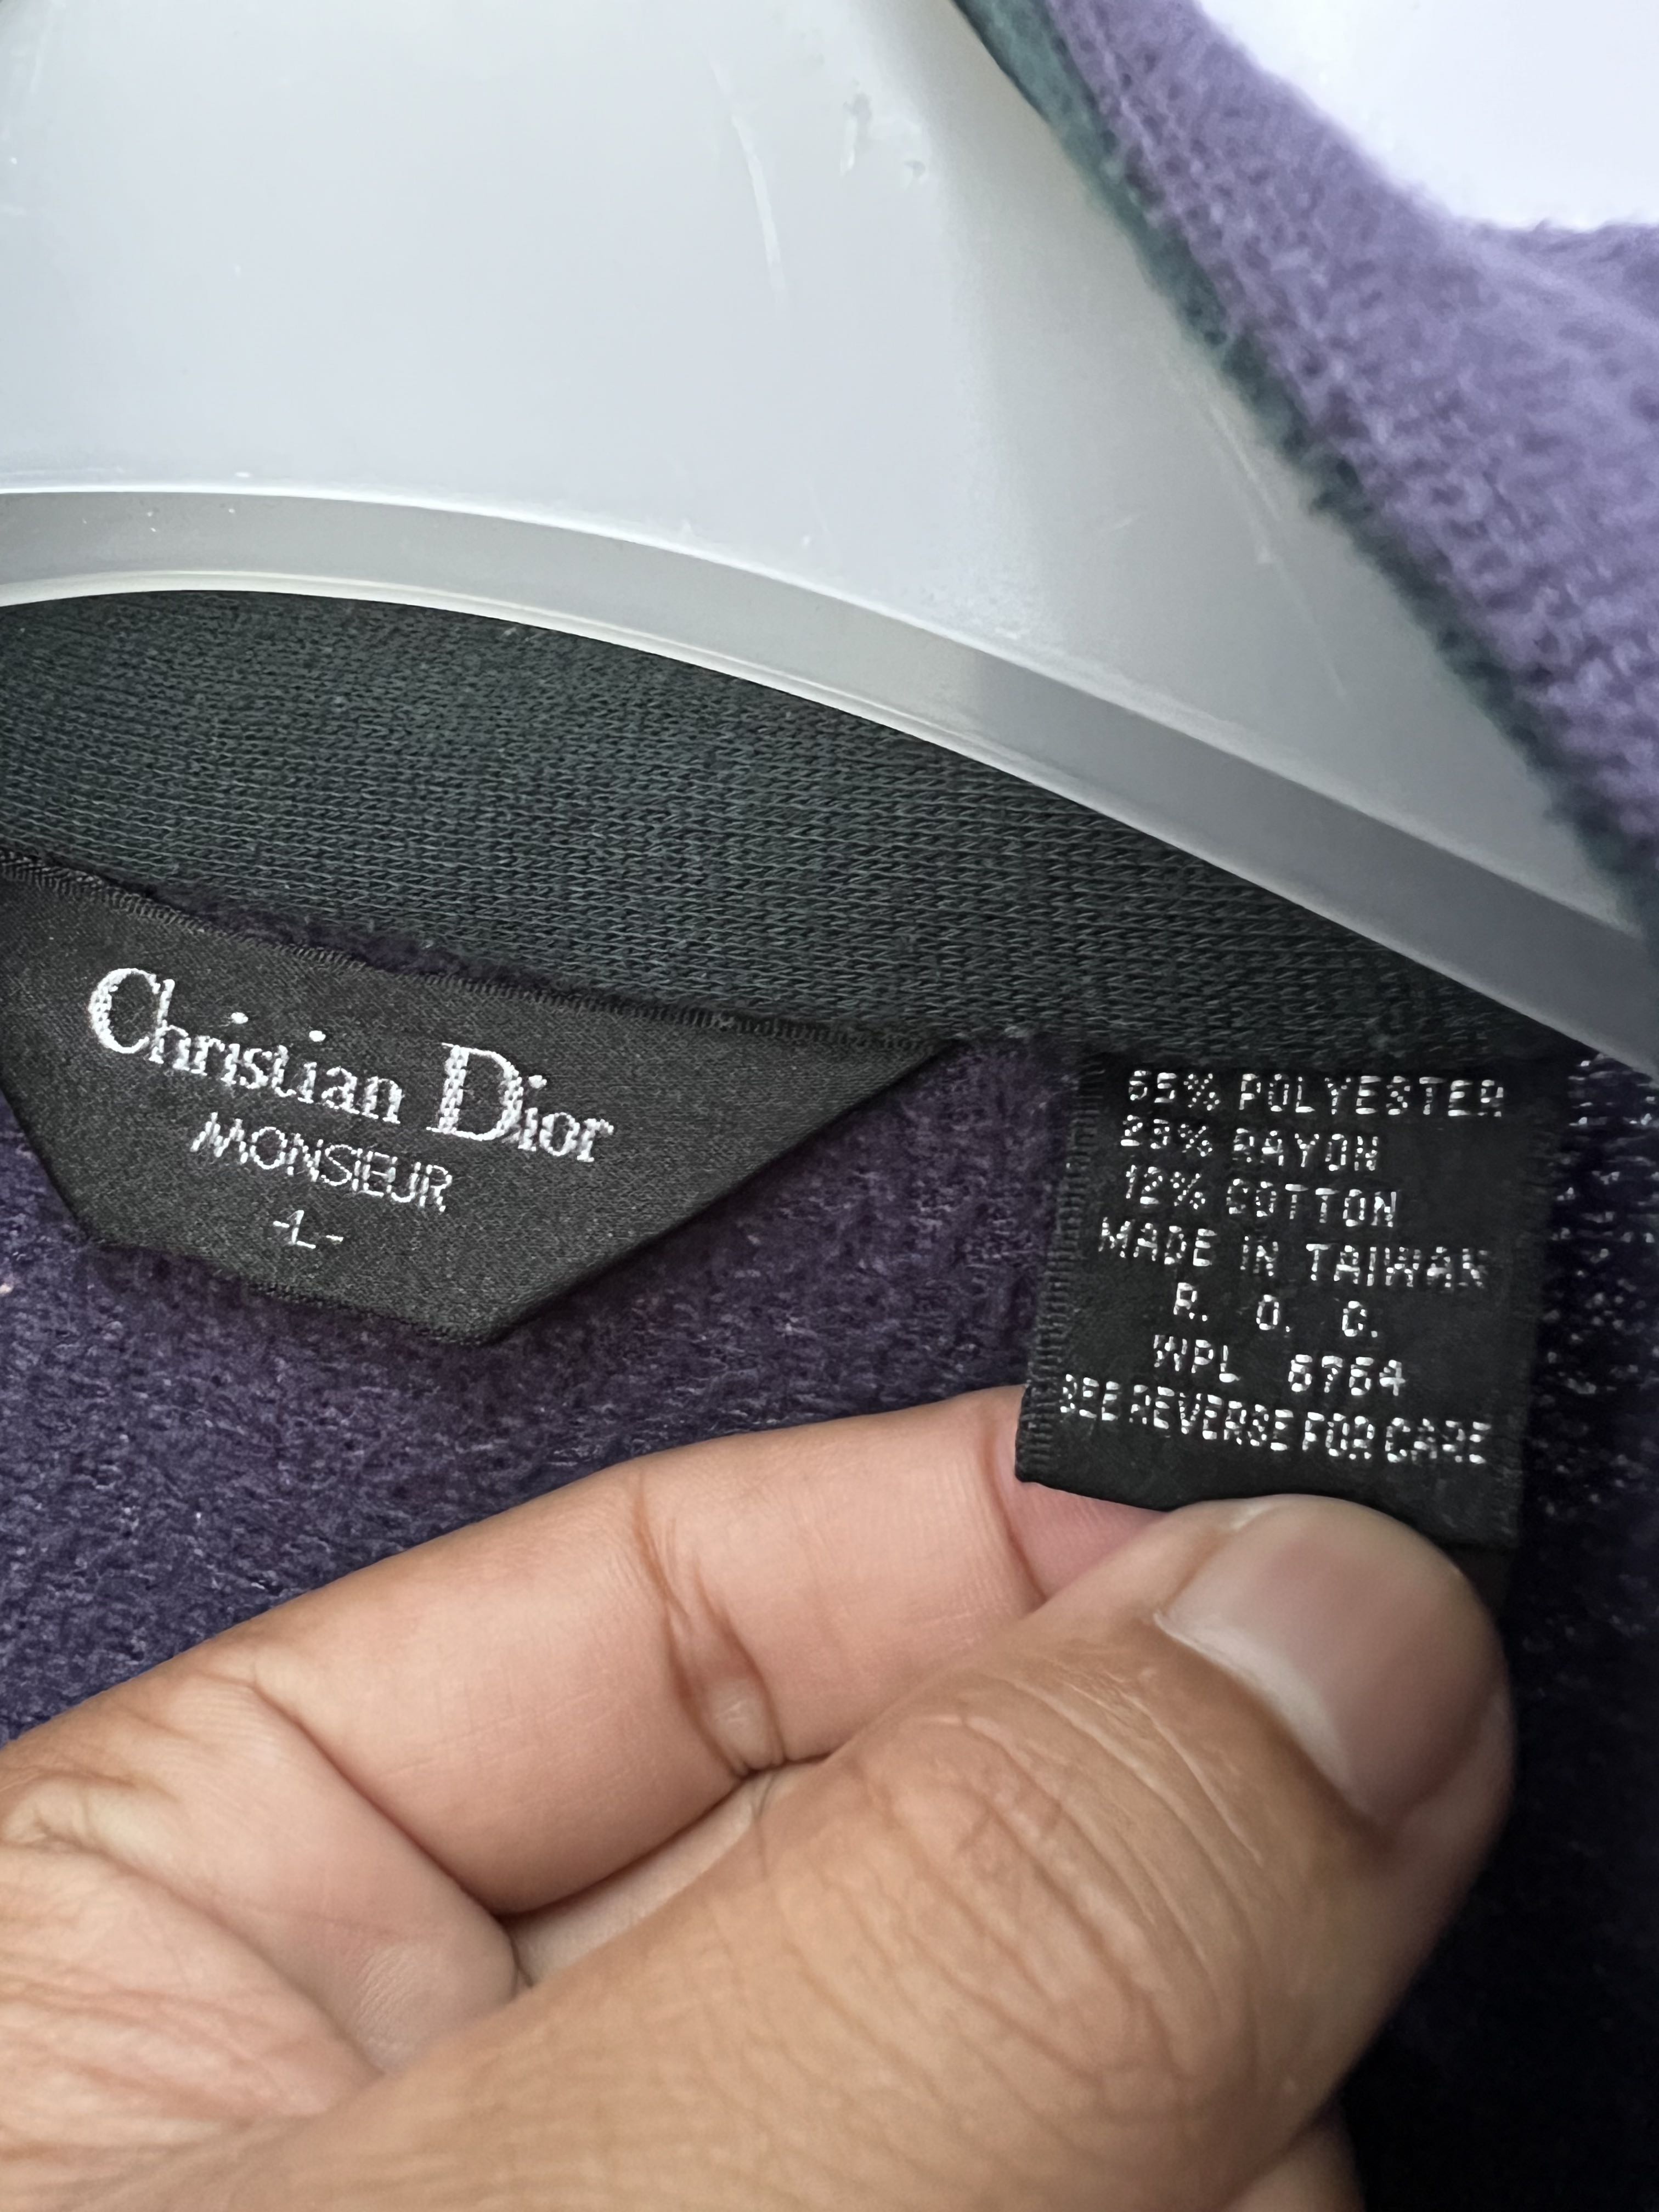 Christian Dior
MONSIEUR
-L-
65% POLYESTER
23% RAYON
12% COTTON
MADE IN TAIWAN
R. O. C.
WPL 6764
SEE REVERSE FOR CARE